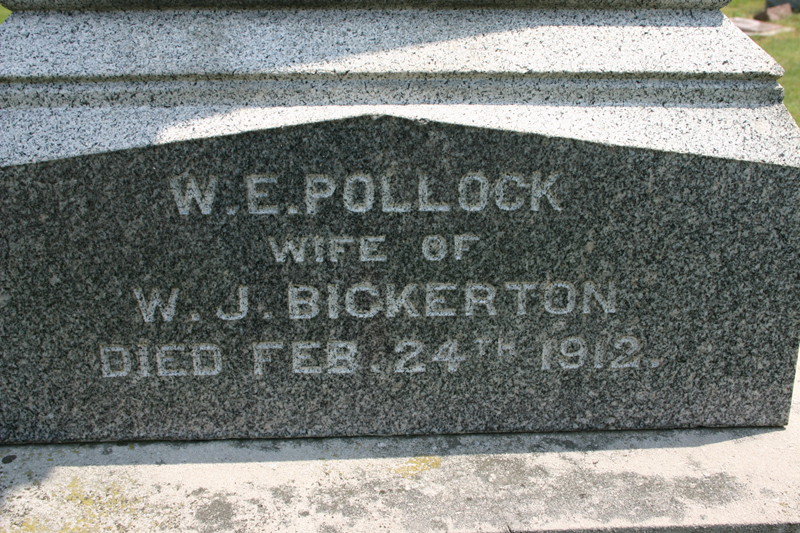 W.E.POLLOCK
WIFE OF
W.J.BICKERTON
DIED FEB.24TH 1912.